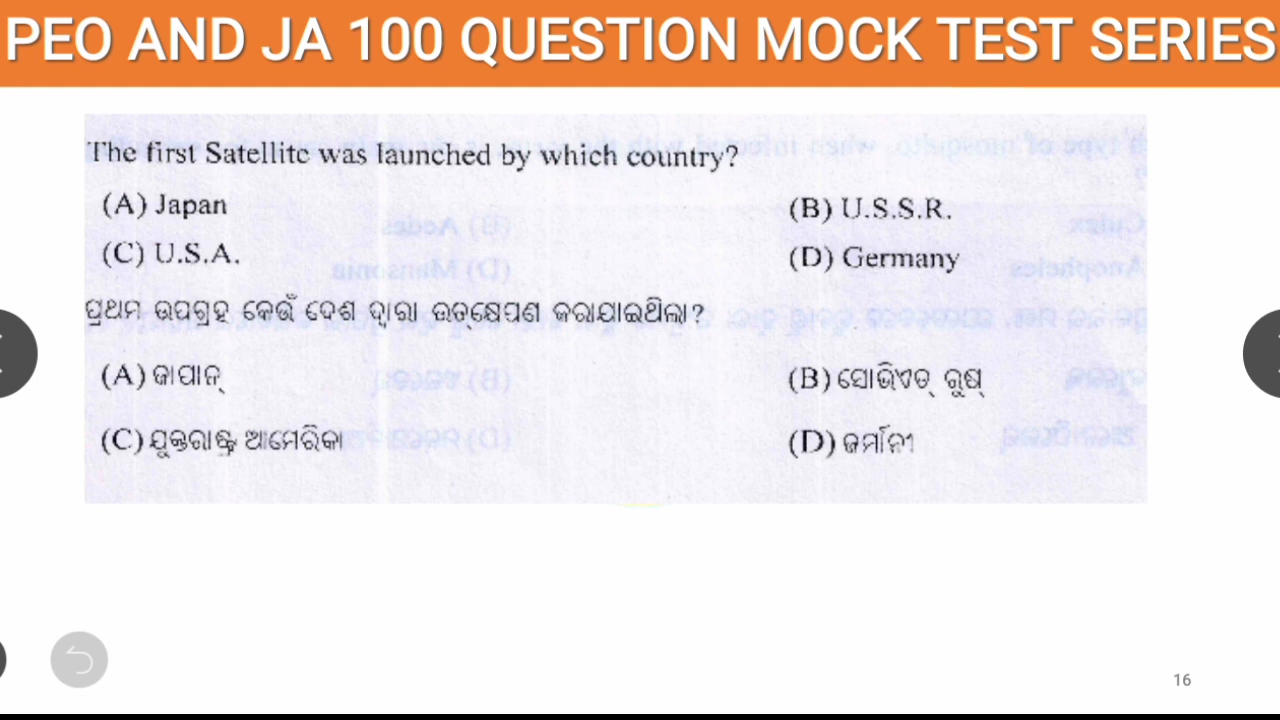 PEO AND JA 100 QUESTION MOCK TEST SERIES
The first Satellite was launched by which country?
(A) Japan
(B) U.S.S.R.
(C) U.S.A.
(D) Germany
ପ୍ରଥମ ଉପଗ୍ରହ କେଉଁ ଦେଶ ଦ୍ୱାରା ଉତକ୍ଷେପଣ କରାଯାଇଥିଲା?
(A) ଜାପାନ୍
(B) ସୋଭିଏତ୍ ରୁଷ୍
(C) ଯୁକ୍ତରାଷ୍ଟ୍ର ଆମେରିକା
(D) ଜର୍ମାନୀ
16